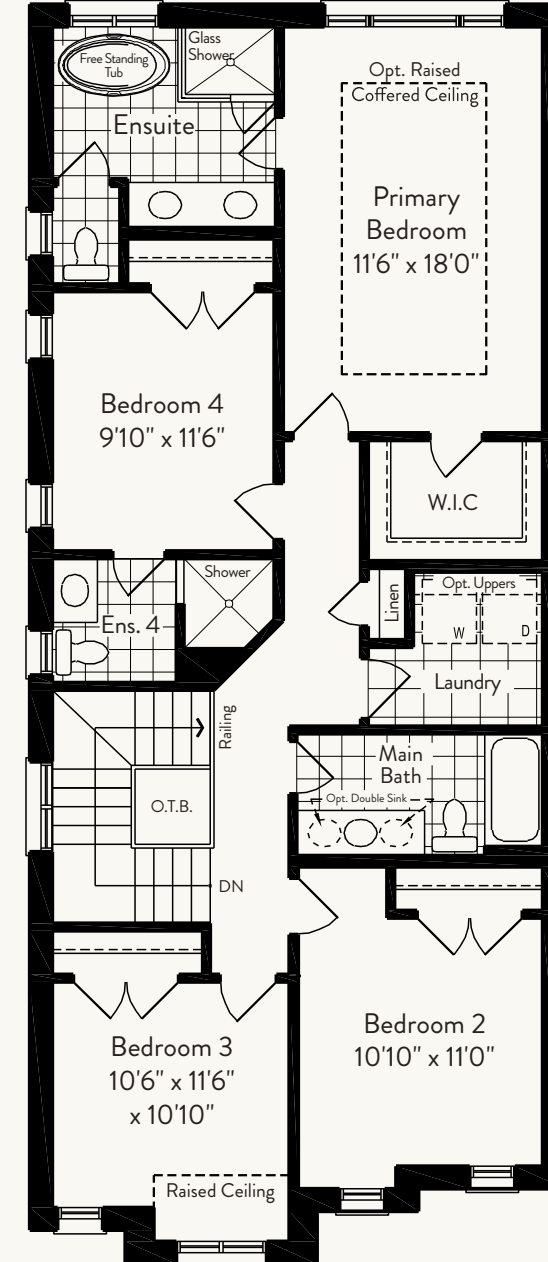 Glass
Shower
Free Standing
Tub
Ensuite
Opt. Raised
Coffered Ceiling
Primary
Bedroom
11'6" x 18'0"
Bedroom 4
9'10" x 11'6"
W.I.C
Shower
Ens. 4
Linen
Opt. Uppers
W
D
Laundry
Railing
Main
Bath
Opt. Double Sink
O.T.B.
DN
Bedroom 3
10'6" x 11'6"
x 10'10"
Bedroom 2
10'10" x 11'0"
Raised Ceiling